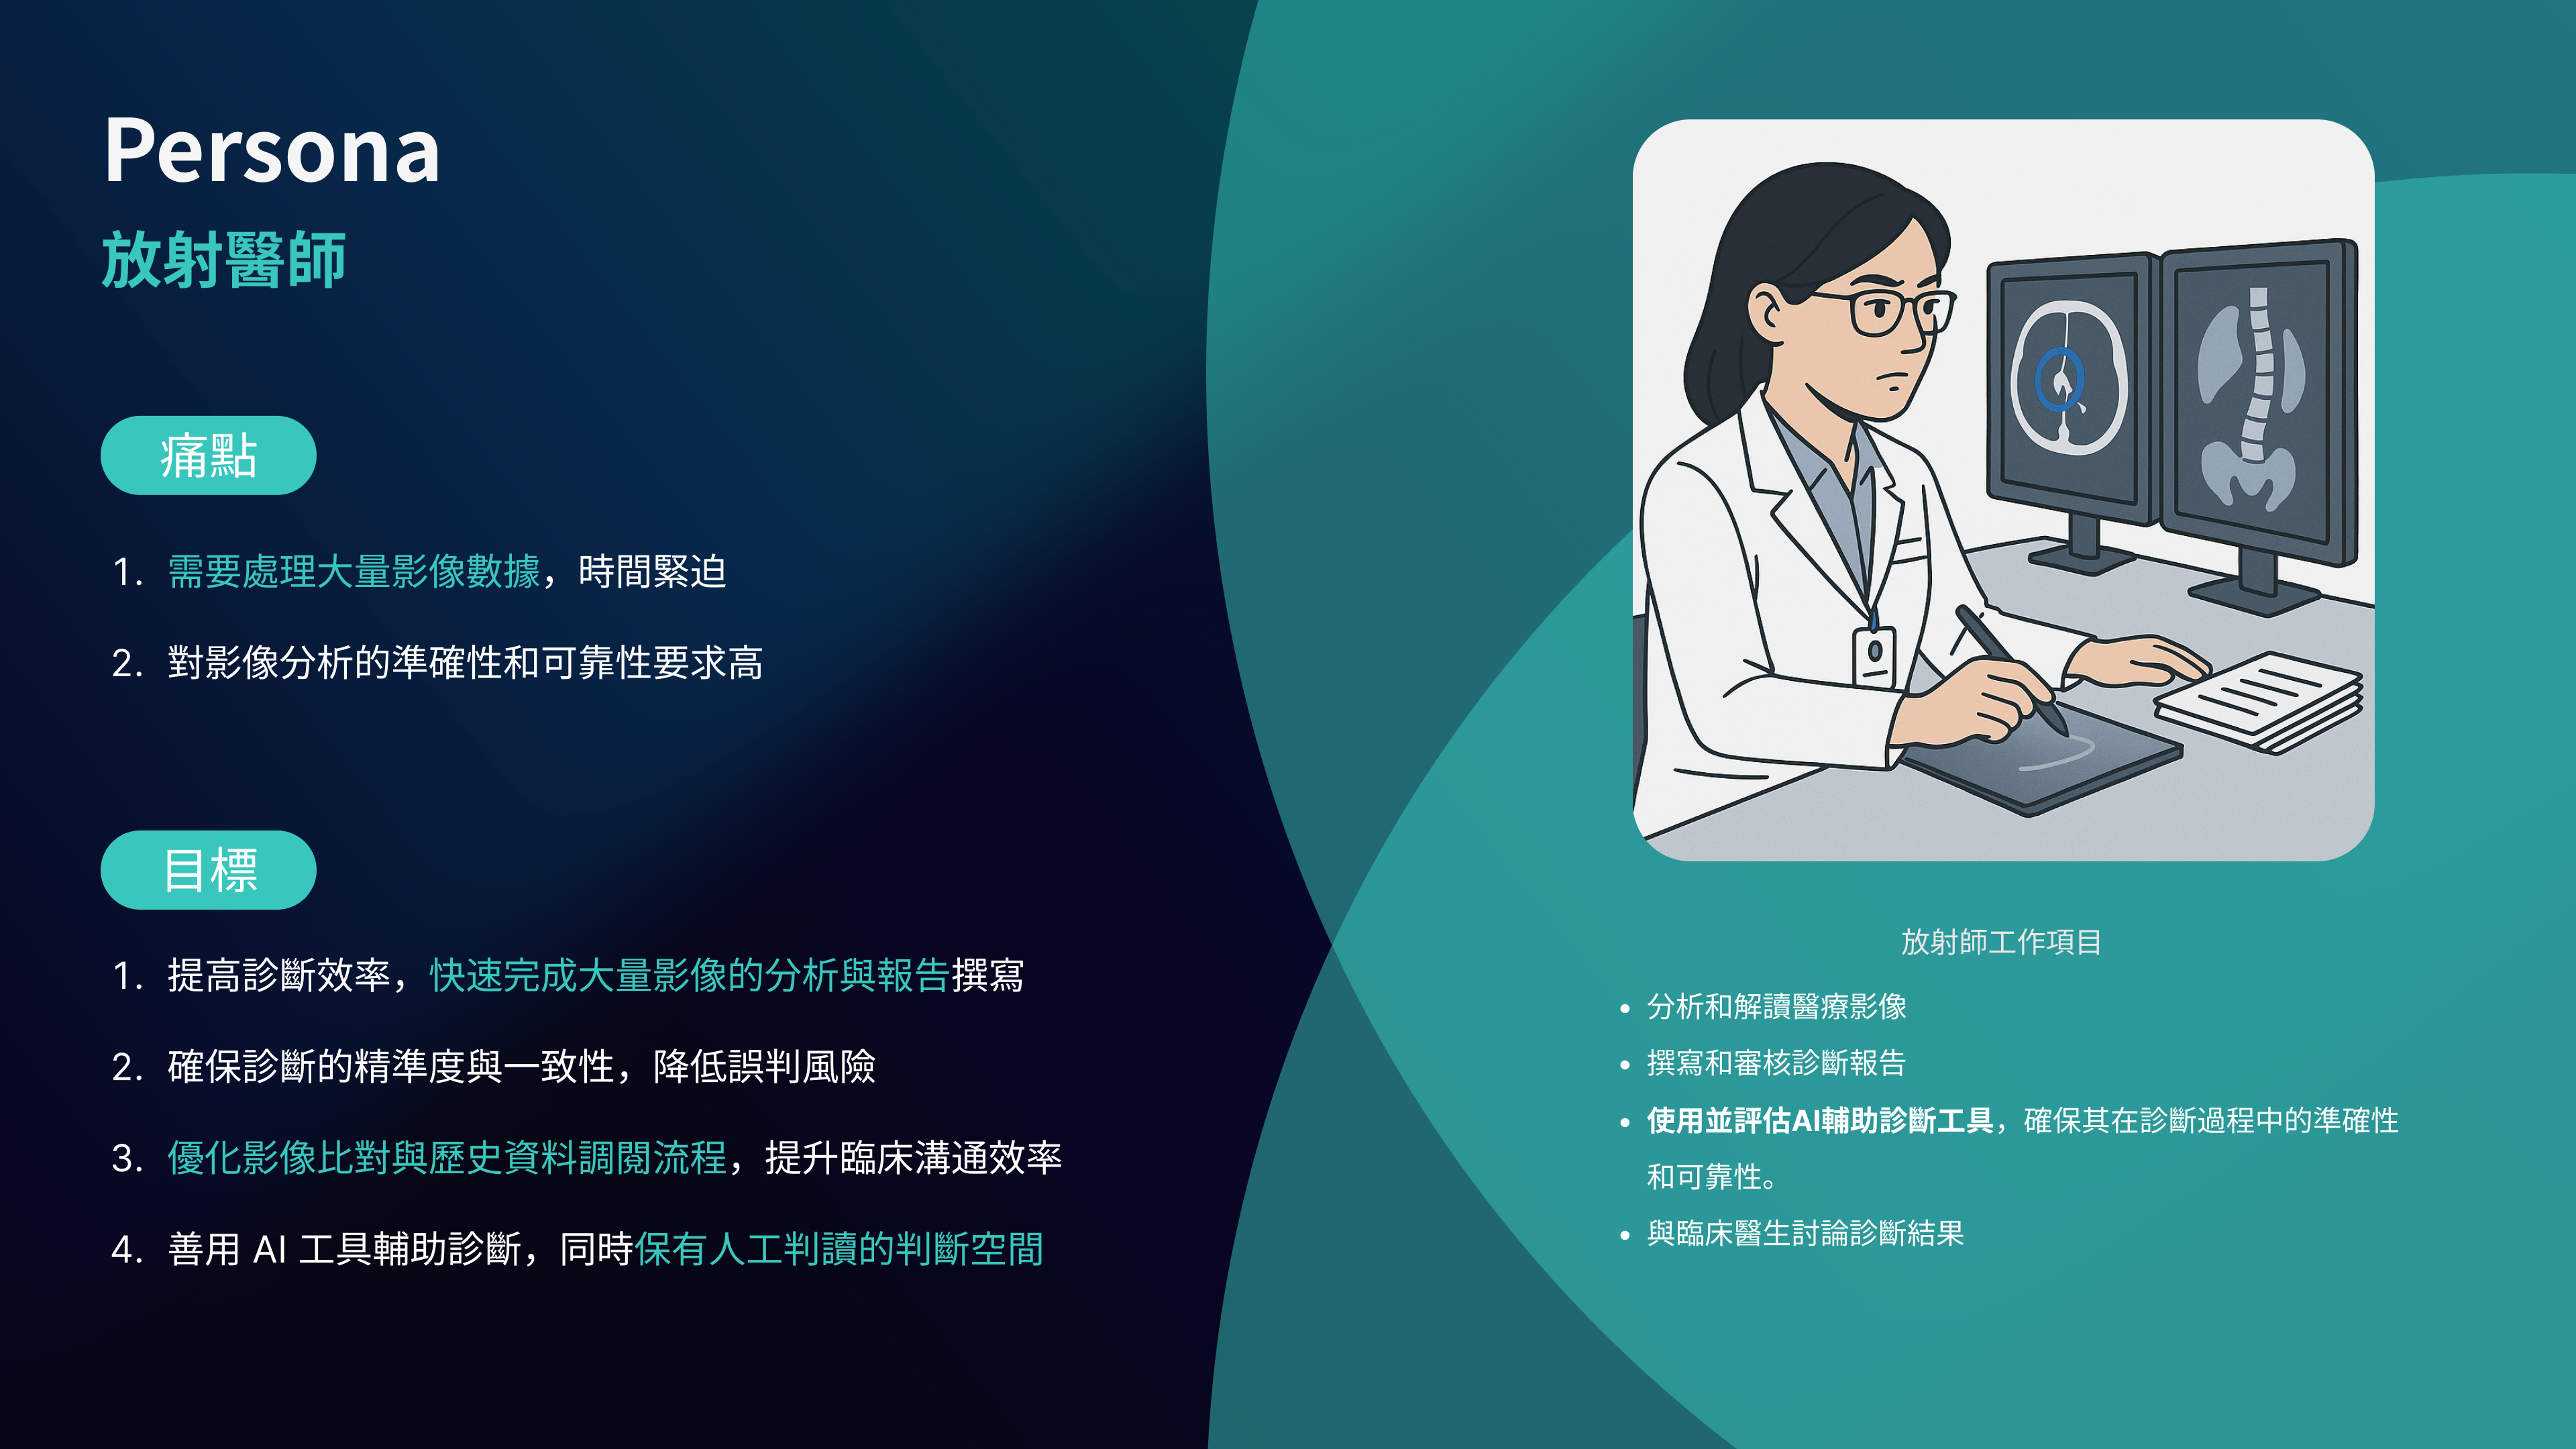 Persona
放射醫師
痛點
1. 需要處理大量影像數據，時間緊迫
2. 對影像分析的準確性和可靠性要求高
目標
1. 提高診斷效率，快速完成大量影像的分析與報告撰寫
2. 確保診斷的精準度與一致性，降低誤判風險
3. 優化影像比對與歷史資料調閱流程，提升臨床溝通效率
4. 善用 AI 工具輔助診斷，同時保有人工判讀的判斷空間
放射師工作項目
• 分析和解讀醫療影像
• 撰寫和審核診斷報告
• 使用並評估AI輔助診斷工具，確保其在診斷過程中的準確性
和可靠性。
• 與臨床醫生討論診斷結果